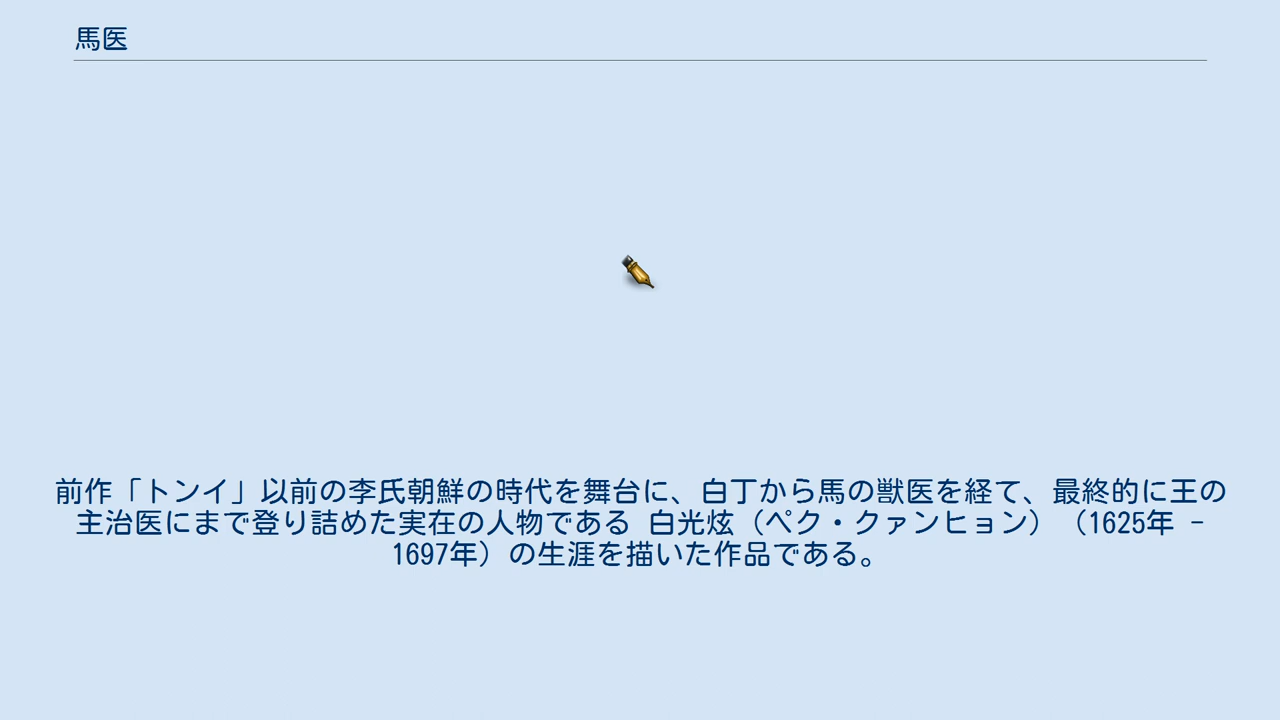 馬医
前作「トンイ」以前の李氏朝鮮の時代を舞台に、白丁から馬の獣医を経て、最終的に王の
主治医にまで登り詰めた実在の人物である 白光炫（ペク・クァンヒョン）（1625年 -
1697年）の生涯を描いた作品である。